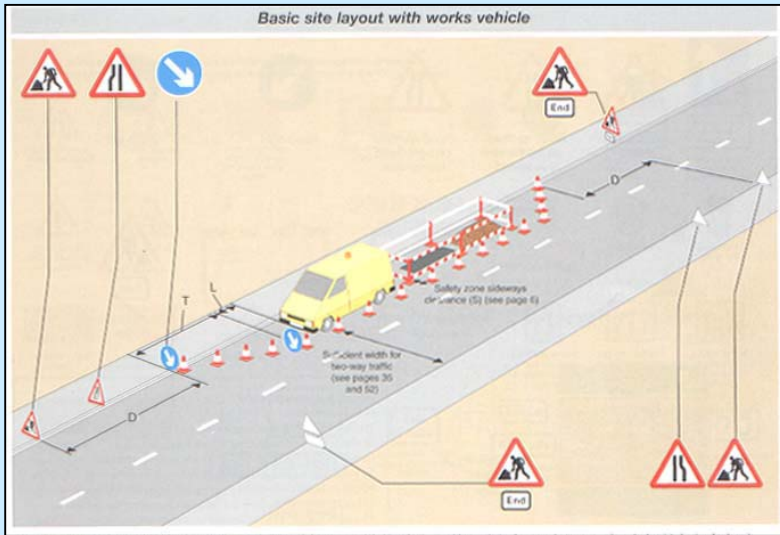 Basic site layout with works vehicle
End
D
L
T
Safety zone sideways
clearance (S) (see page 6)
Sufficient width for
two-way traffic
(see pages 35
and 52)
D
End